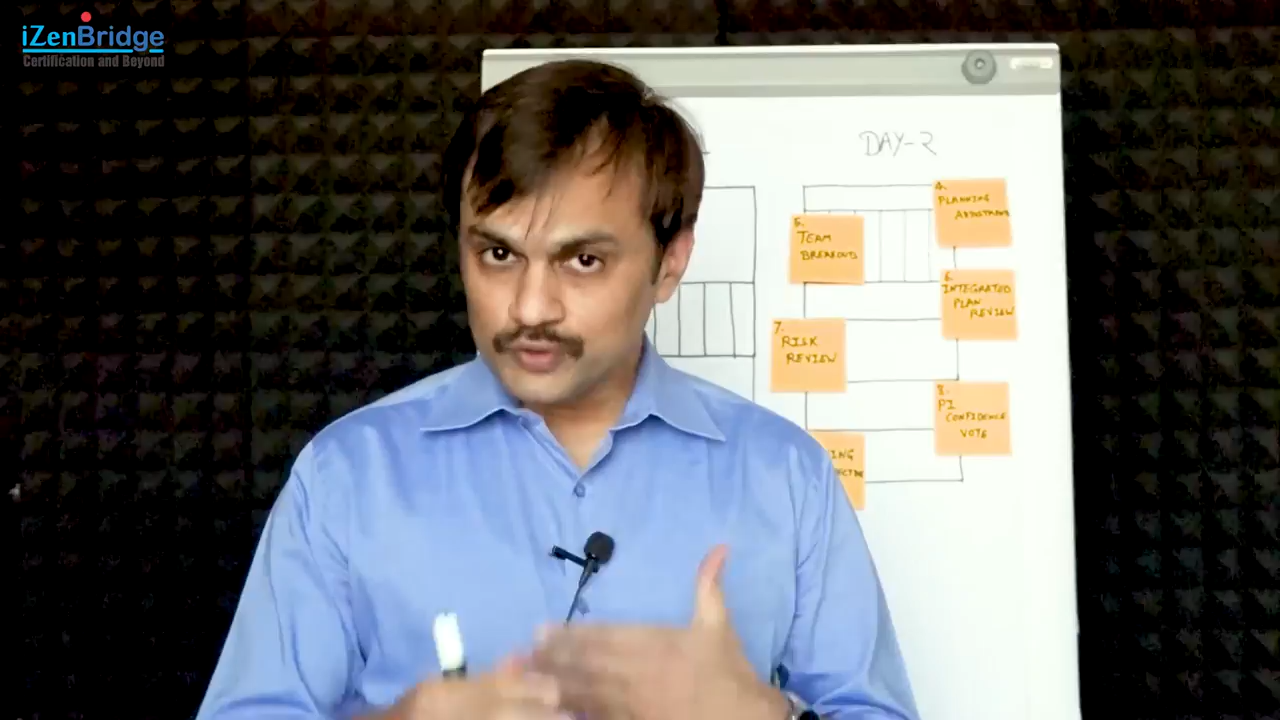 iZenBridge
Certification and Beyond
DAY-2
4.
PLANNING
5.
TEAM
BREAKOUTS
6.
INTEGRATED
PLAN
REVIEW
7.
RISK
REVIEW
8.
PI
CONFIDENCE
VOTE